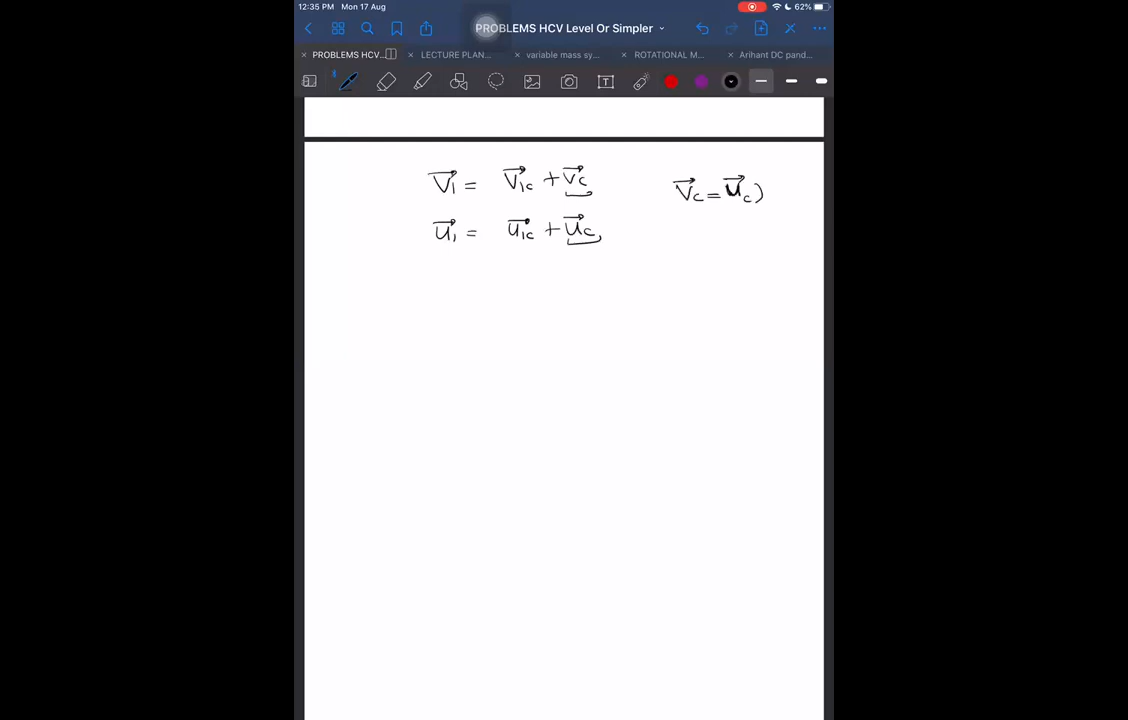 12:35 PM Mon 17 Aug 62%
PROBLEMS HCV Level Or Simpler
PROBLEMS HCV... LECTURE PLAN... variable mass sy... ROTATIONAL M... Arihant DC pand...
V⃗₁ = V⃗₁c + V⃗c
V⃗c = u⃗c)
u⃗₁ = u⃗₁c + u⃗c